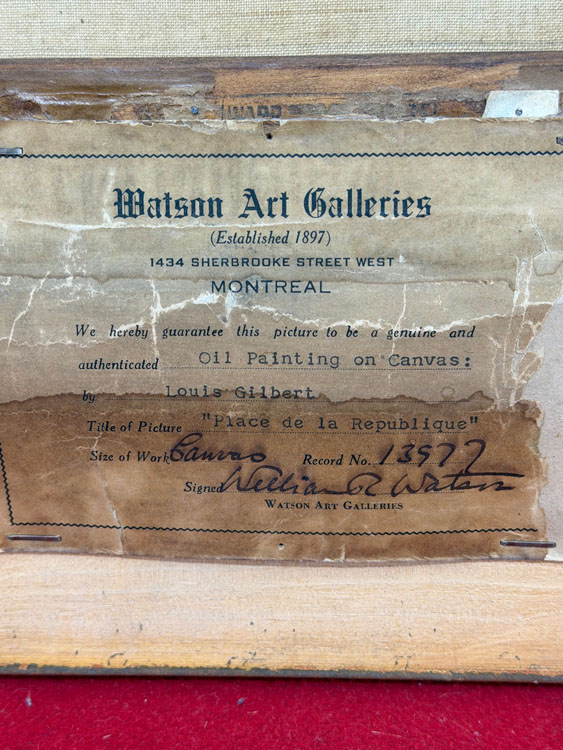 Watson Art Galleries
(Established 1897)
1434 SHERBROOKE STREET WEST
MONTREAL
We hereby guarantee this picture to be a genuine and
authenticated Oil Painting on Canvas:
by Louis Gilbert
Title of Picture "Place de la Republique"
Size of Work Canvas Record No. 13977
Signed William R Watson
WATSON ART GALLERIES